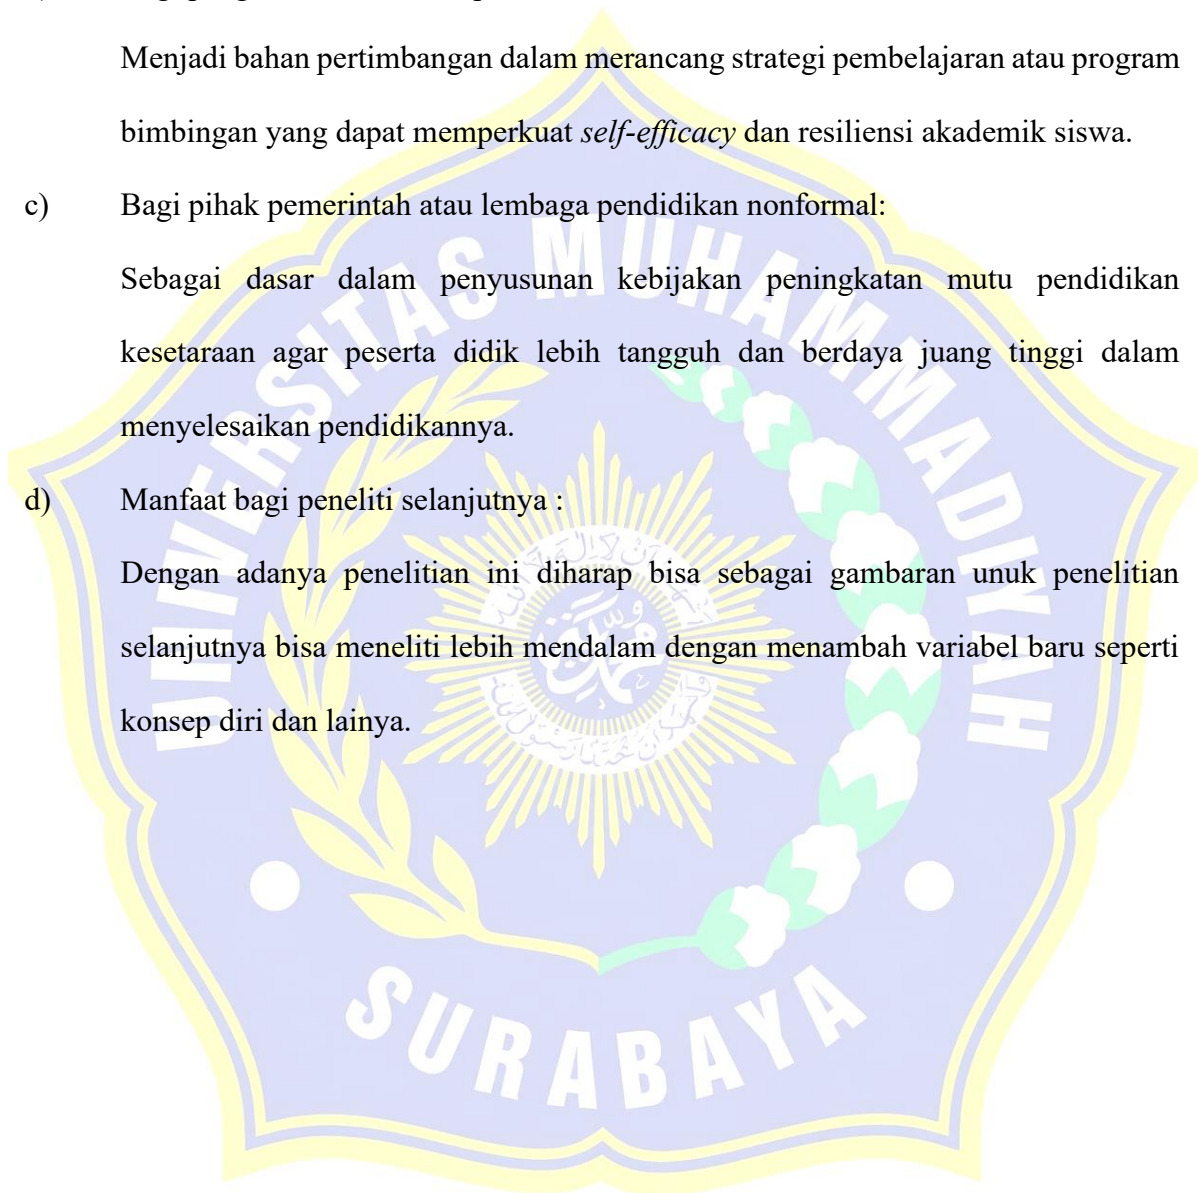 Menjadi bahan pertimbangan dalam merancang strategi pembelajaran atau program
bimbingan yang dapat memperkuat self-efficacy dan resiliensi akademik siswa.
c) Bagi pihak pemerintah atau lembaga pendidikan nonformal:
Sebagai dasar dalam penyusunan kebijakan peningkatan mutu pendidikan
kesetaraan agar peserta didik lebih tangguh dan berdaya juang tinggi dalam
menyelesaikan pendidikannya.
d) Manfaat bagi peneliti selanjutnya :
Dengan adanya penelitian ini diharap bisa sebagai gambaran unuk penelitian
selanjutnya bisa meneliti lebih mendalam dengan menambah variabel baru seperti
konsep diri dan lainya.
UNIVERSITAS MUHAMMADIYAH
SURABAYA